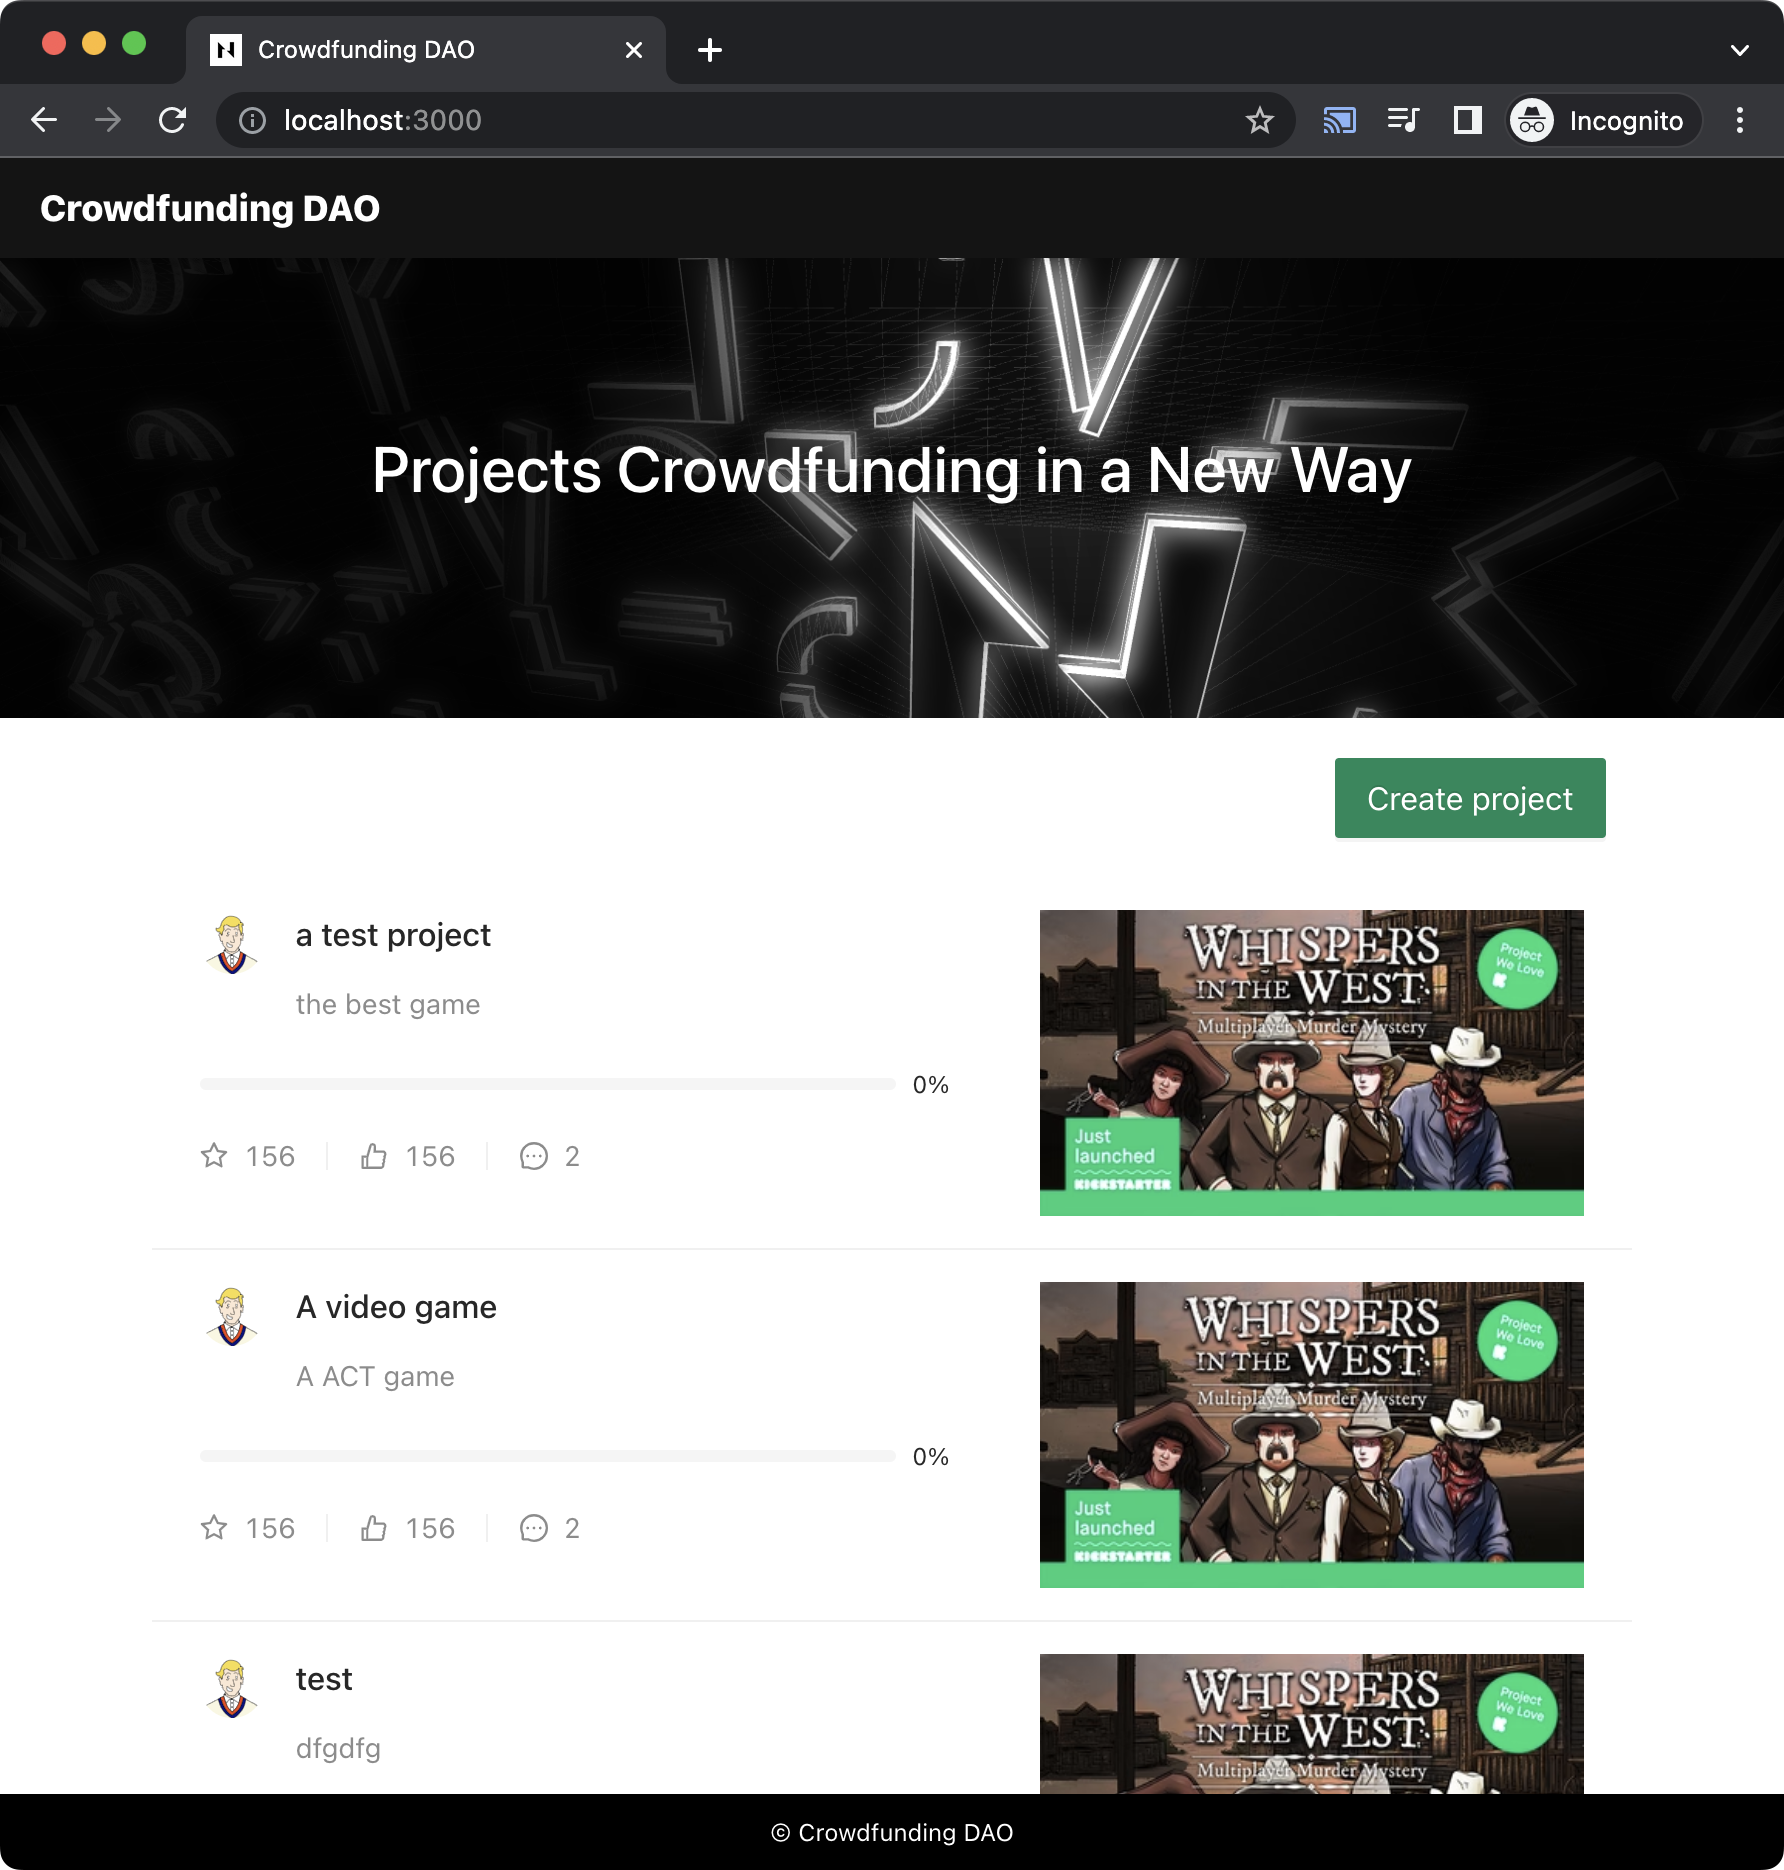 Crowdfunding DAO
localhost:3000
Incognito
Crowdfunding DAO
Projects Crowdfunding in a New Way
Create project
a test project
the best game
0%
156 156 2
WHISPERS
IN THE WEST
Multiplayer Murder Mystery
Project
We Love
Just
launched
KICKSTARTER
A video game
A ACT game
0%
156 156 2
WHISPERS
IN THE WEST
Multiplayer Murder Mystery
Project
We Love
Just
launched
KICKSTARTER
test
dfgdfg
WHISPERS
IN THE WEST
Multiplayer Murder Mystery
Project
We Love
© Crowdfunding DAO